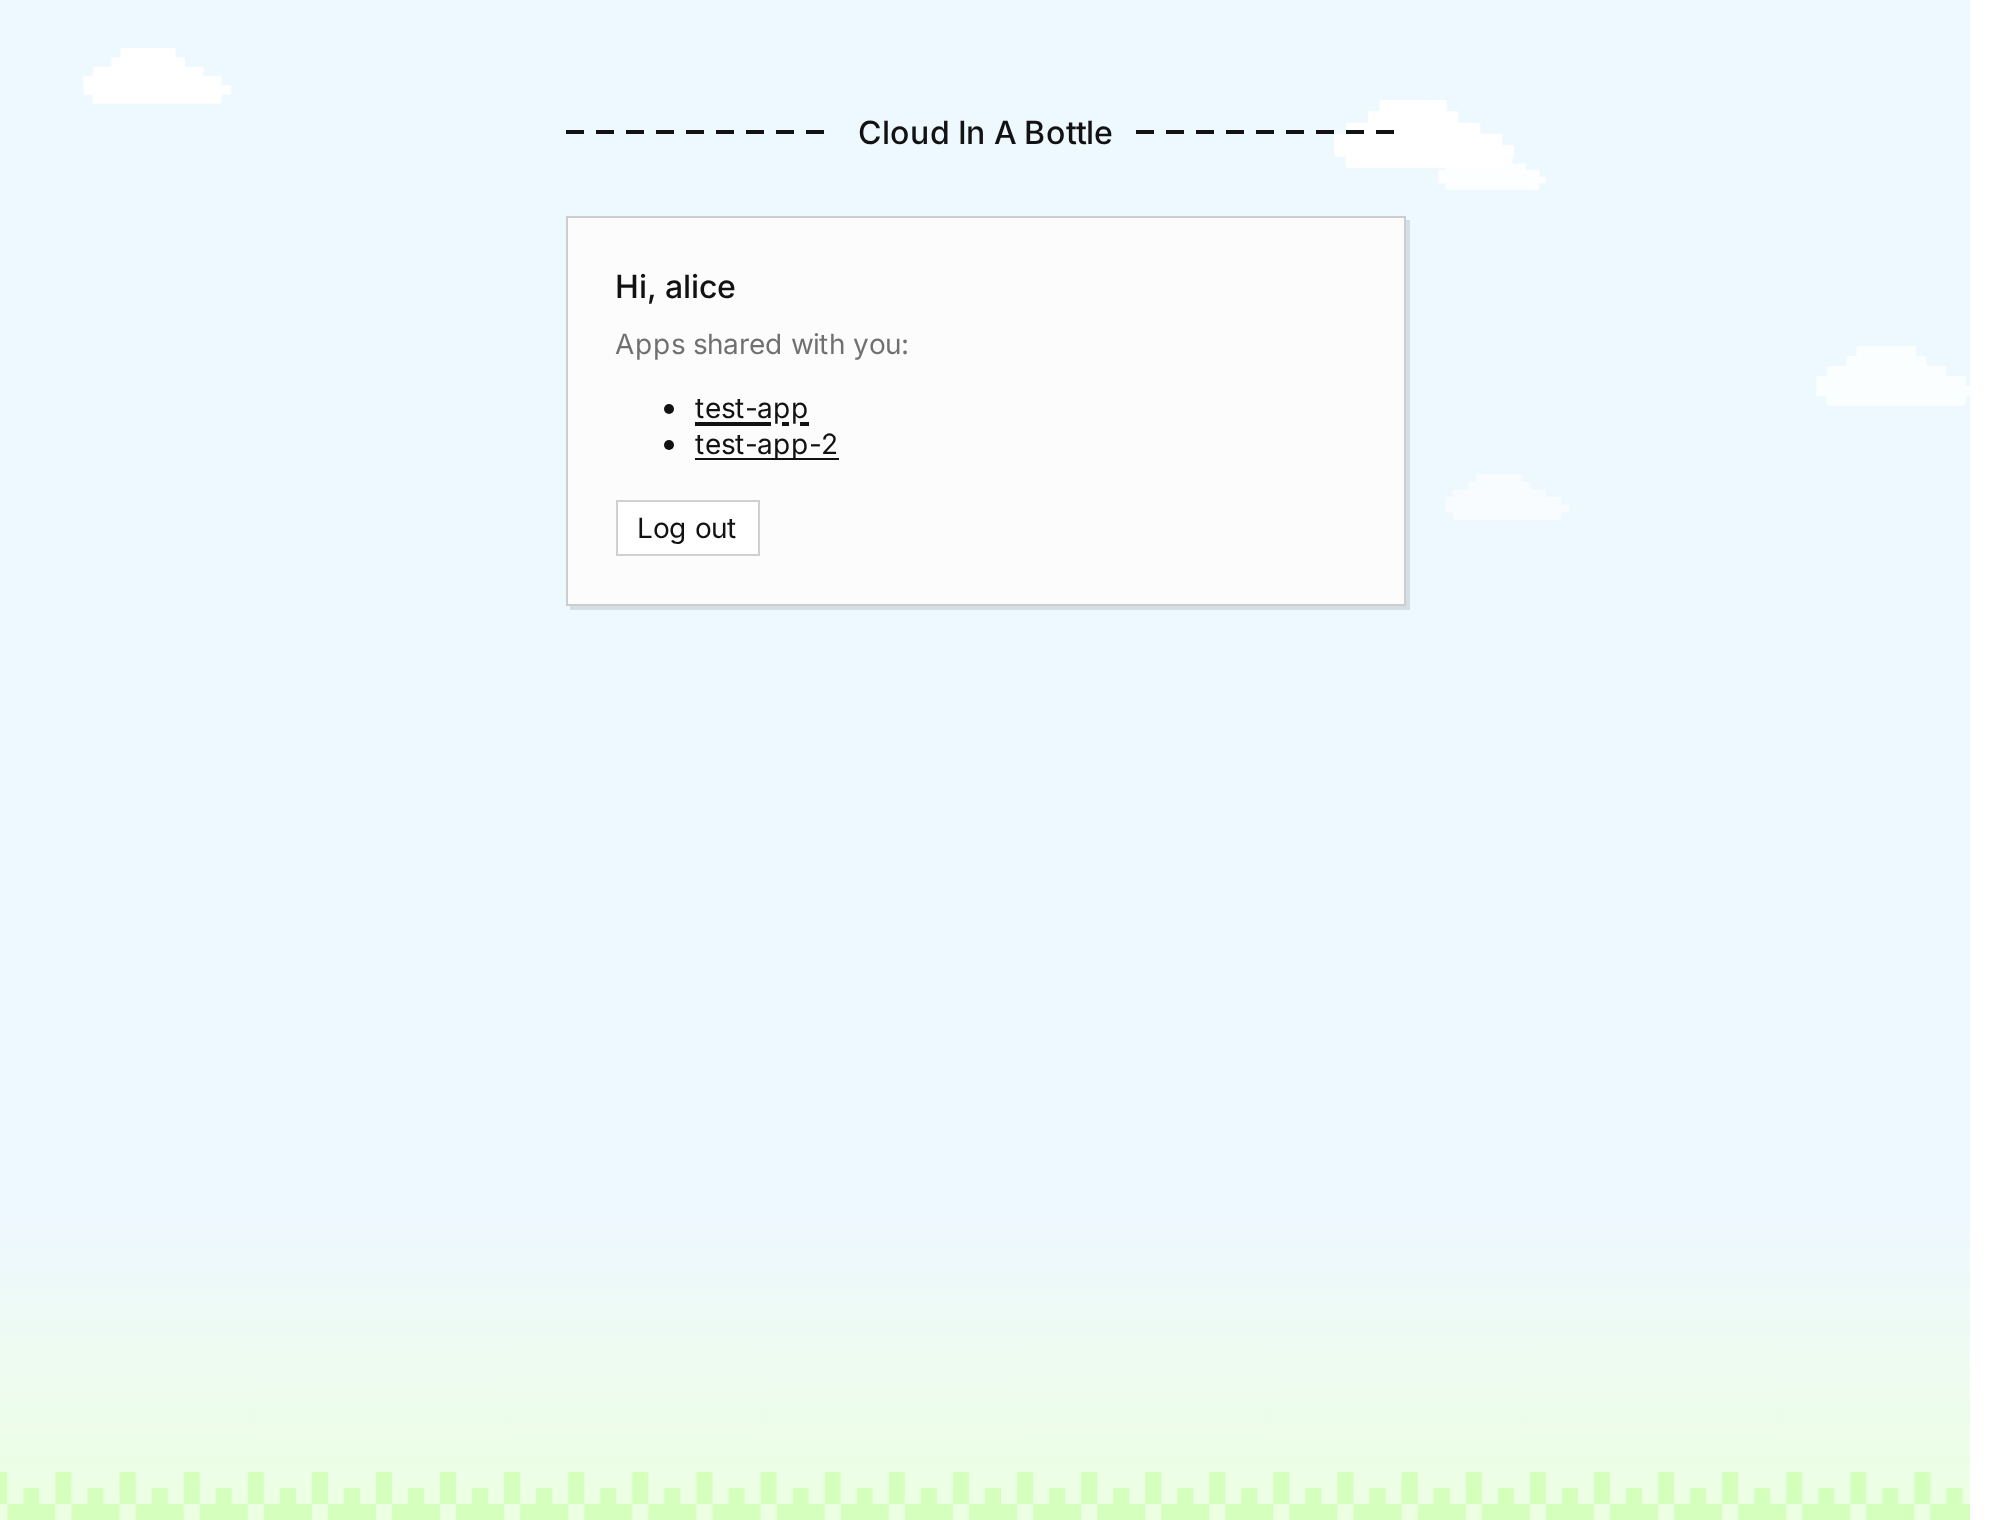 Cloud In A Bottle
Hi, alice
Apps shared with you:
test-app
test-app-2
Log out